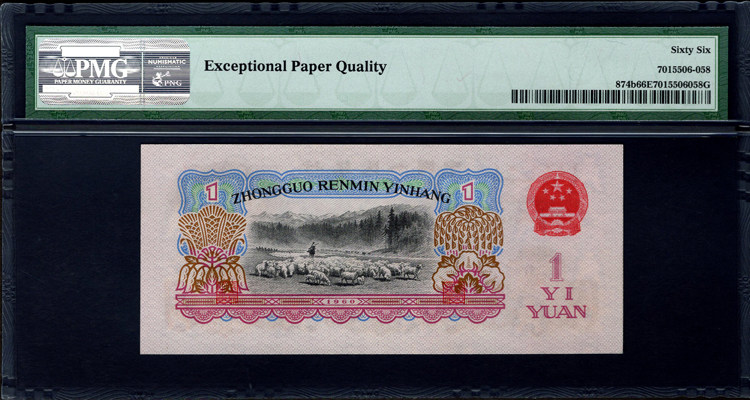 PMG
PAPER MONEY GUARANTY
NUMISMATIC
PNG
Exceptional Paper Quality
Sixty Six
7015506-058
874b66E7015506058G
1
ZHONGGUO RENMIN YINHANG
1
1960
1
YI
YUAN